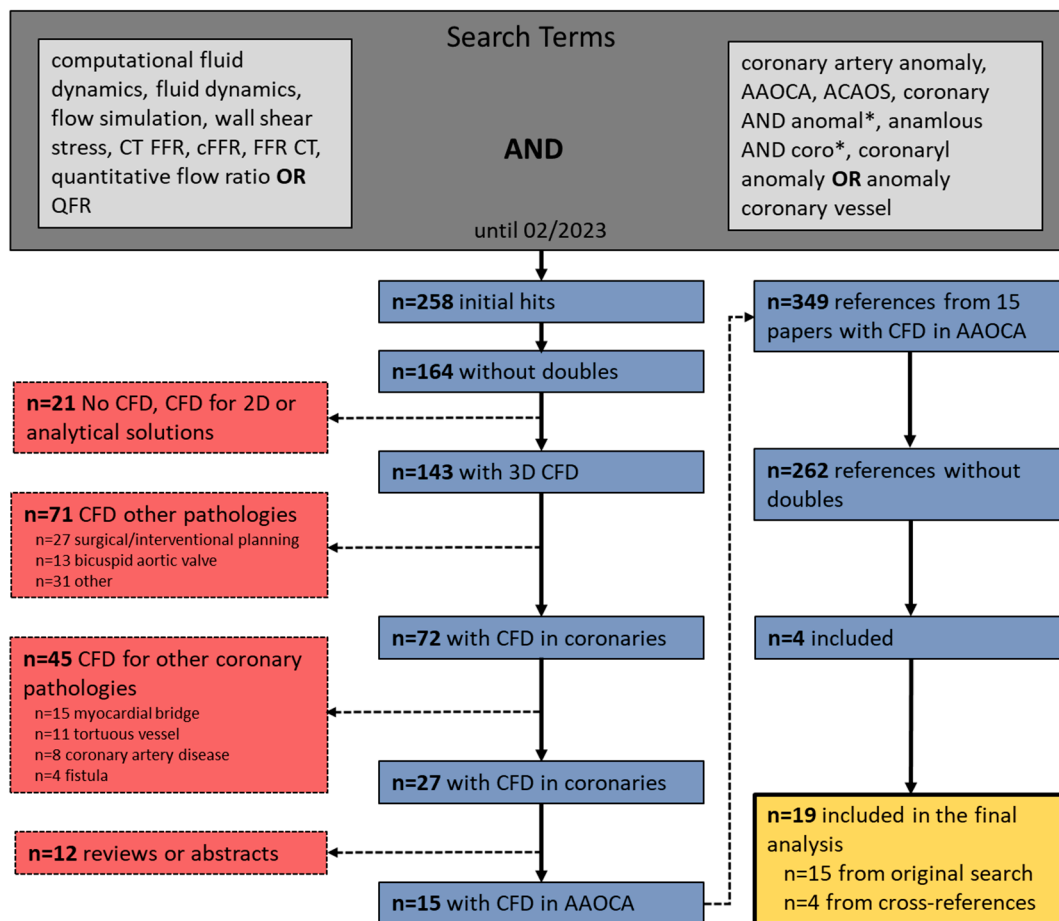 Search Terms
computational fluid
dynamics, fluid dynamics,
flow simulation, wall shear
stress, CT FFR, cFFR, FFR CT,
quantitative flow ratio OR
QFR
AND
until 02/2023
coronary artery anomaly,
AAOCA, ACAOS, coronary
AND anomal*, anamlous
AND coro*, coronaryl
anomaly OR anomaly
coronary vessel
n=258 initial hits
n=164 without doubles
n=21 No CFD, CFD for 2D or
analytical solutions
n=143 with 3D CFD
n=71 CFD other pathologies
n=27 surgical/interventional planning
n=13 bicuspid aortic valve
n=31 other
n=72 with CFD in coronaries
n=45 CFD for other coronary
pathologies
n=15 myocardial bridge
n=11 tortuous vessel
n=8 coronary artery disease
n=4 fistula
n=27 with CFD in coronaries
n=12 reviews or abstracts
n=15 with CFD in AAOCA
n=349 references from 15
papers with CFD in AAOCA
n=262 references without
doubles
n=4 included
n=19 included in the final
analysis
n=15 from original search
n=4 from cross-references